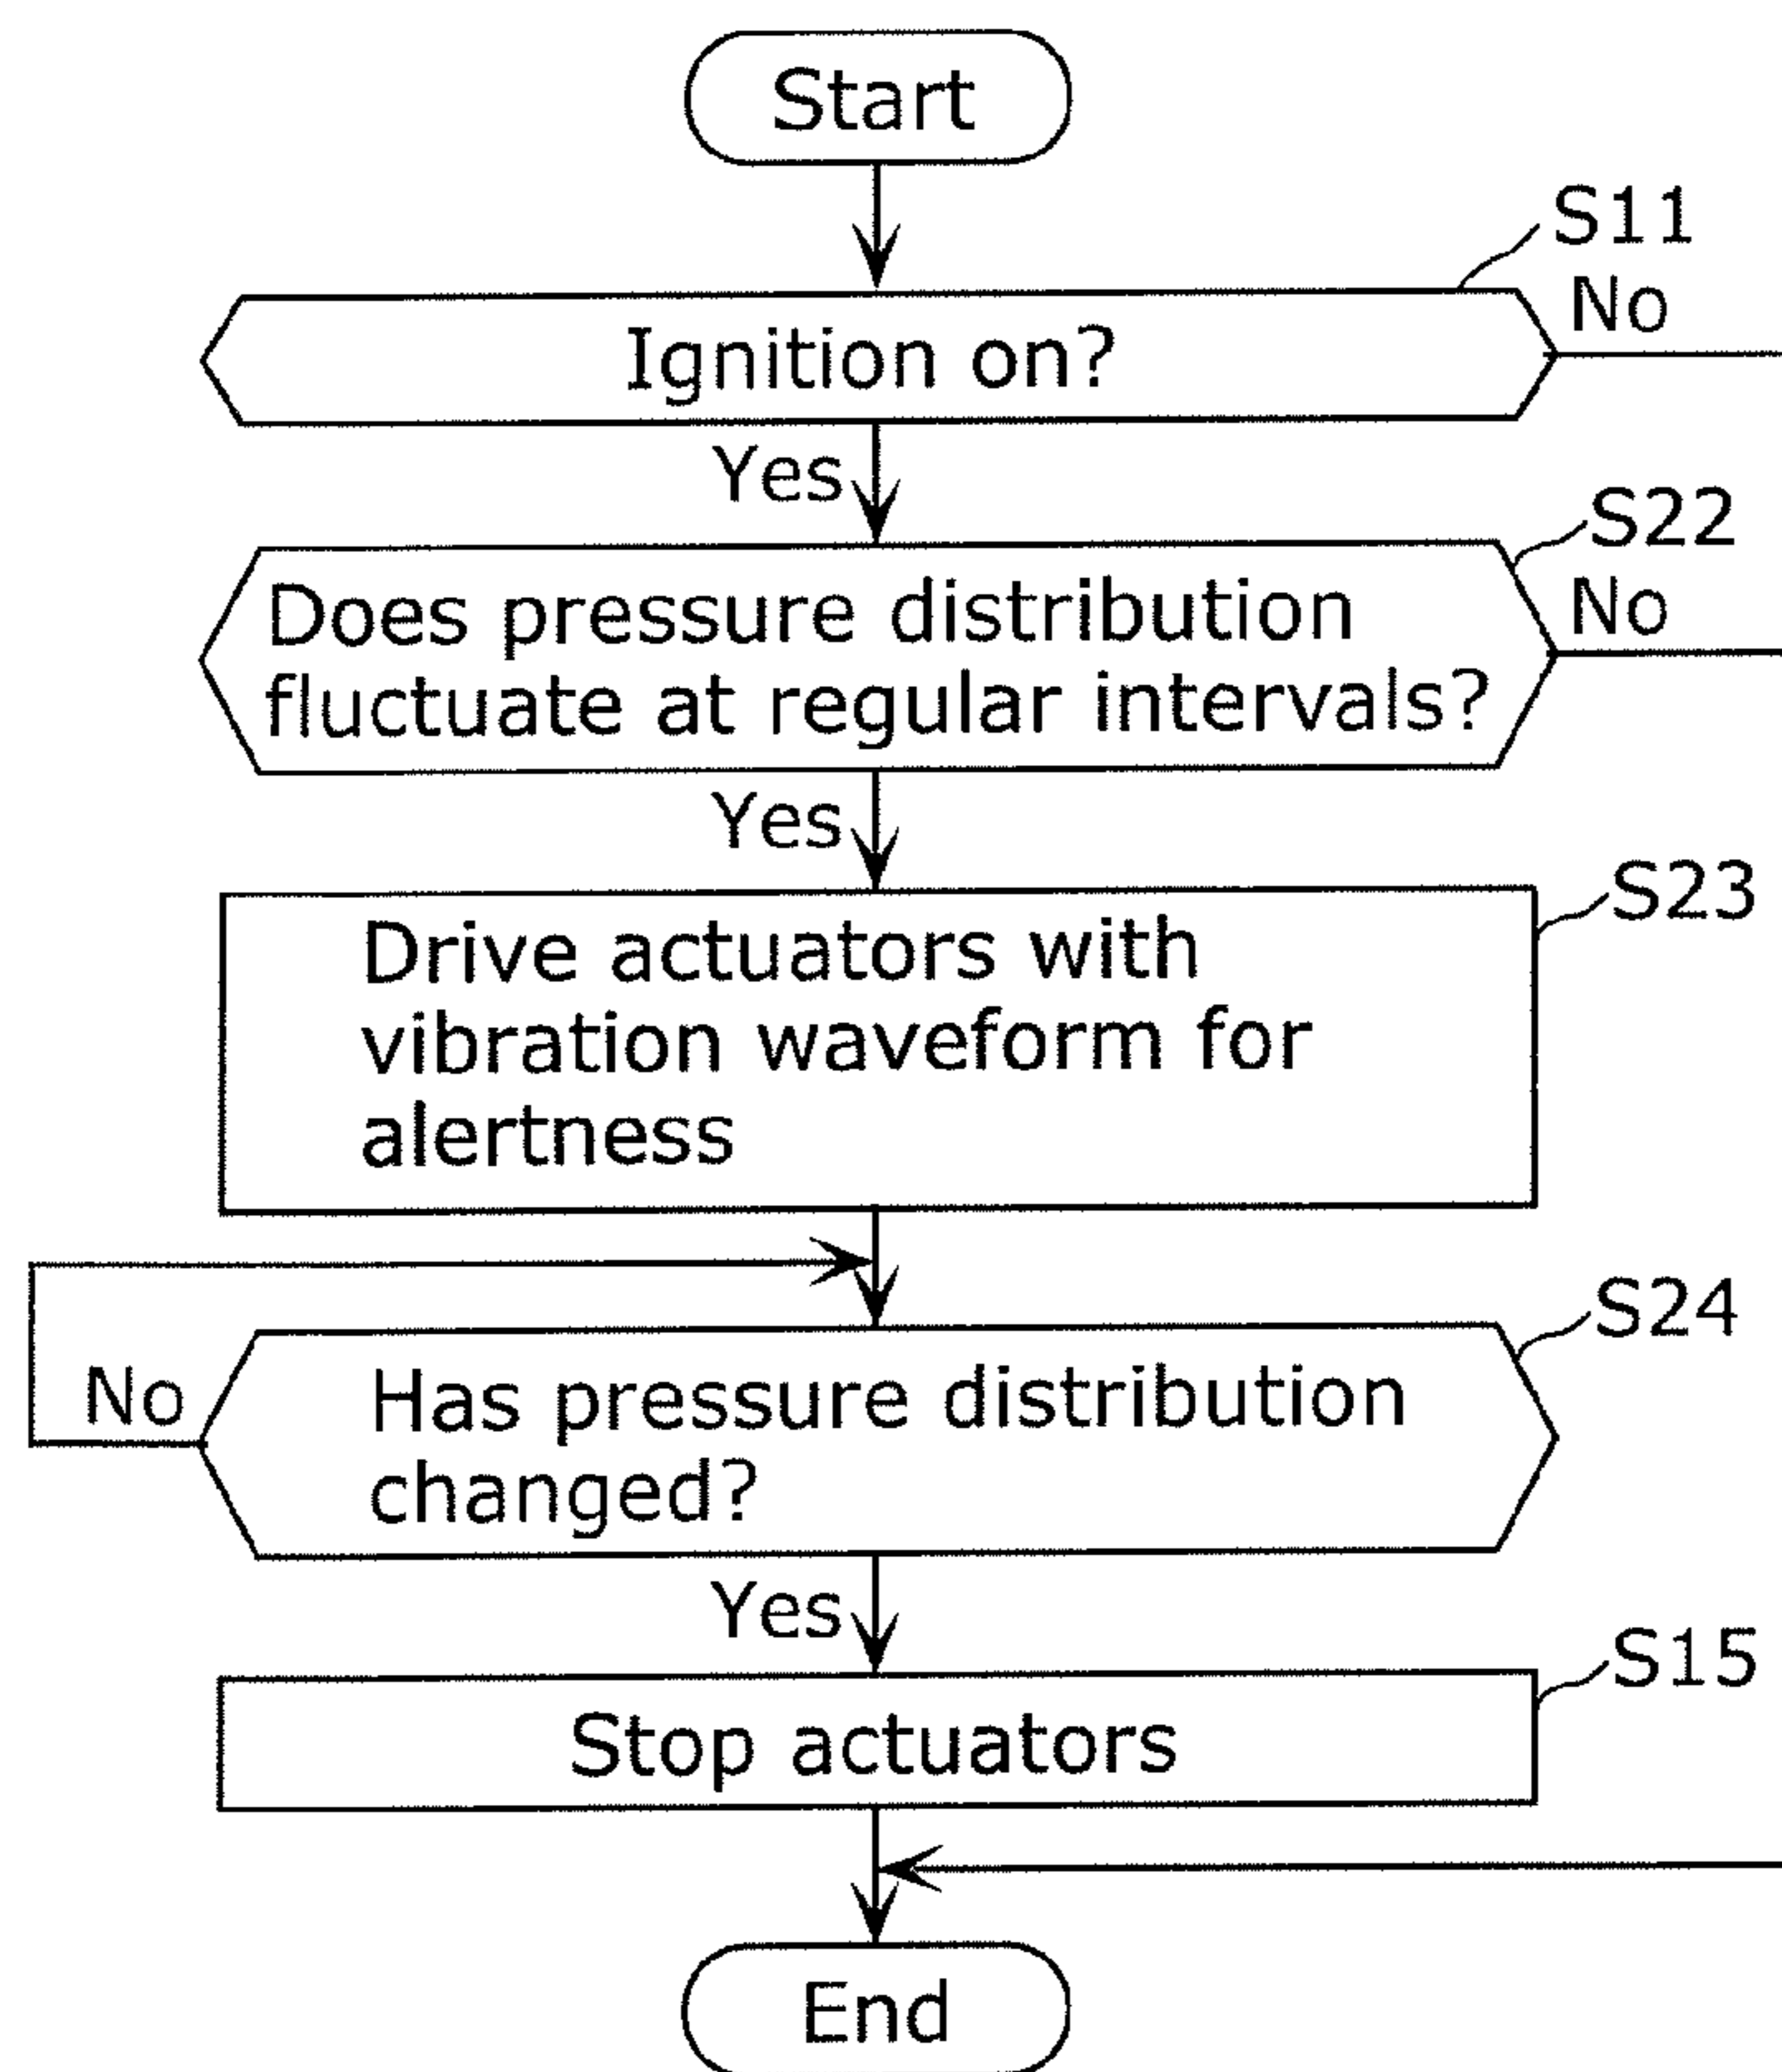 Start
S11
No
Ignition on?
Yes
S22
No
Does pressure distribution
fluctuate at regular intervals?
Yes
S23
Drive actuators with
vibration waveform for
alertness
S24
No
Has pressure distribution
changed?
Yes
S15
Stop actuators
End